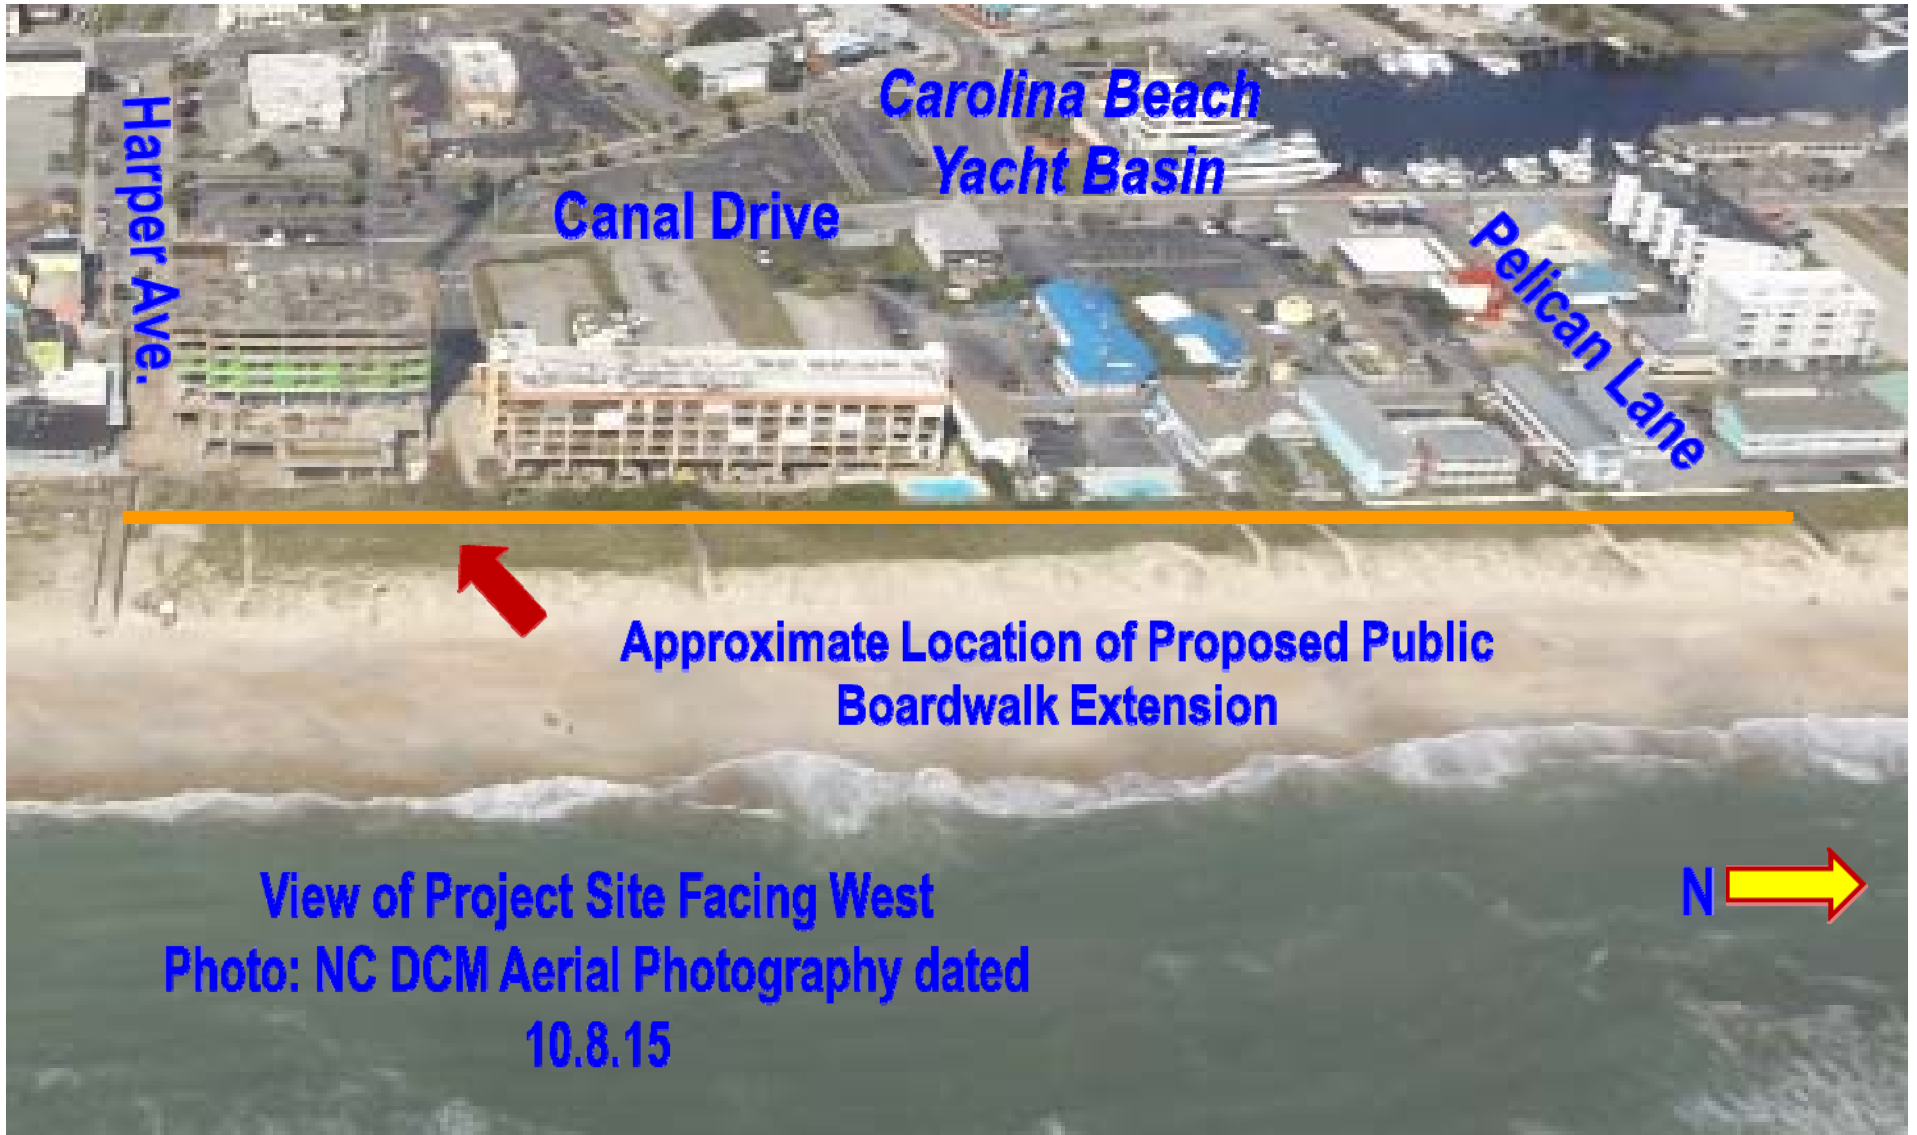 Carolina Beach
Yacht Basin
Harper Ave.
Canal Drive
Pelican Lane
Approximate Location of Proposed Public
Boardwalk Extension
View of Project Site Facing West
Photo: NC DCM Aerial Photography dated
10.8.15
N